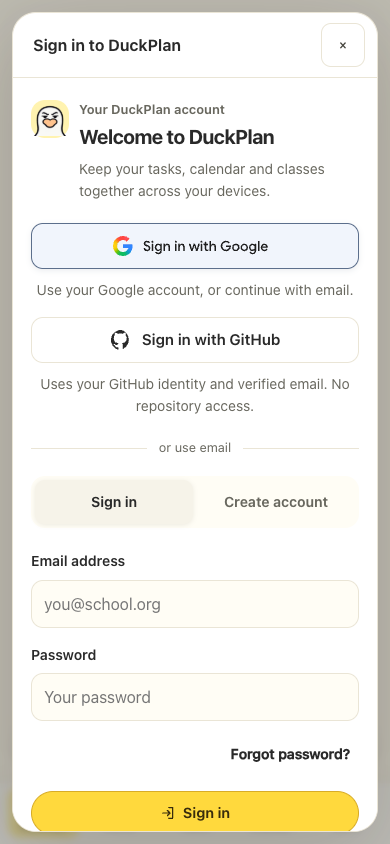 Sign in to DuckPlan
×
Your DuckPlan account
Welcome to DuckPlan
Keep your tasks, calendar and classes
together across your devices.
Sign in with Google
Use your Google account, or continue with email.
Sign in with GitHub
Uses your GitHub identity and verified email. No
repository access.
or use email
Sign in
Create account
Email address
you@school.org
Password
Your password
Forgot password?
Sign in